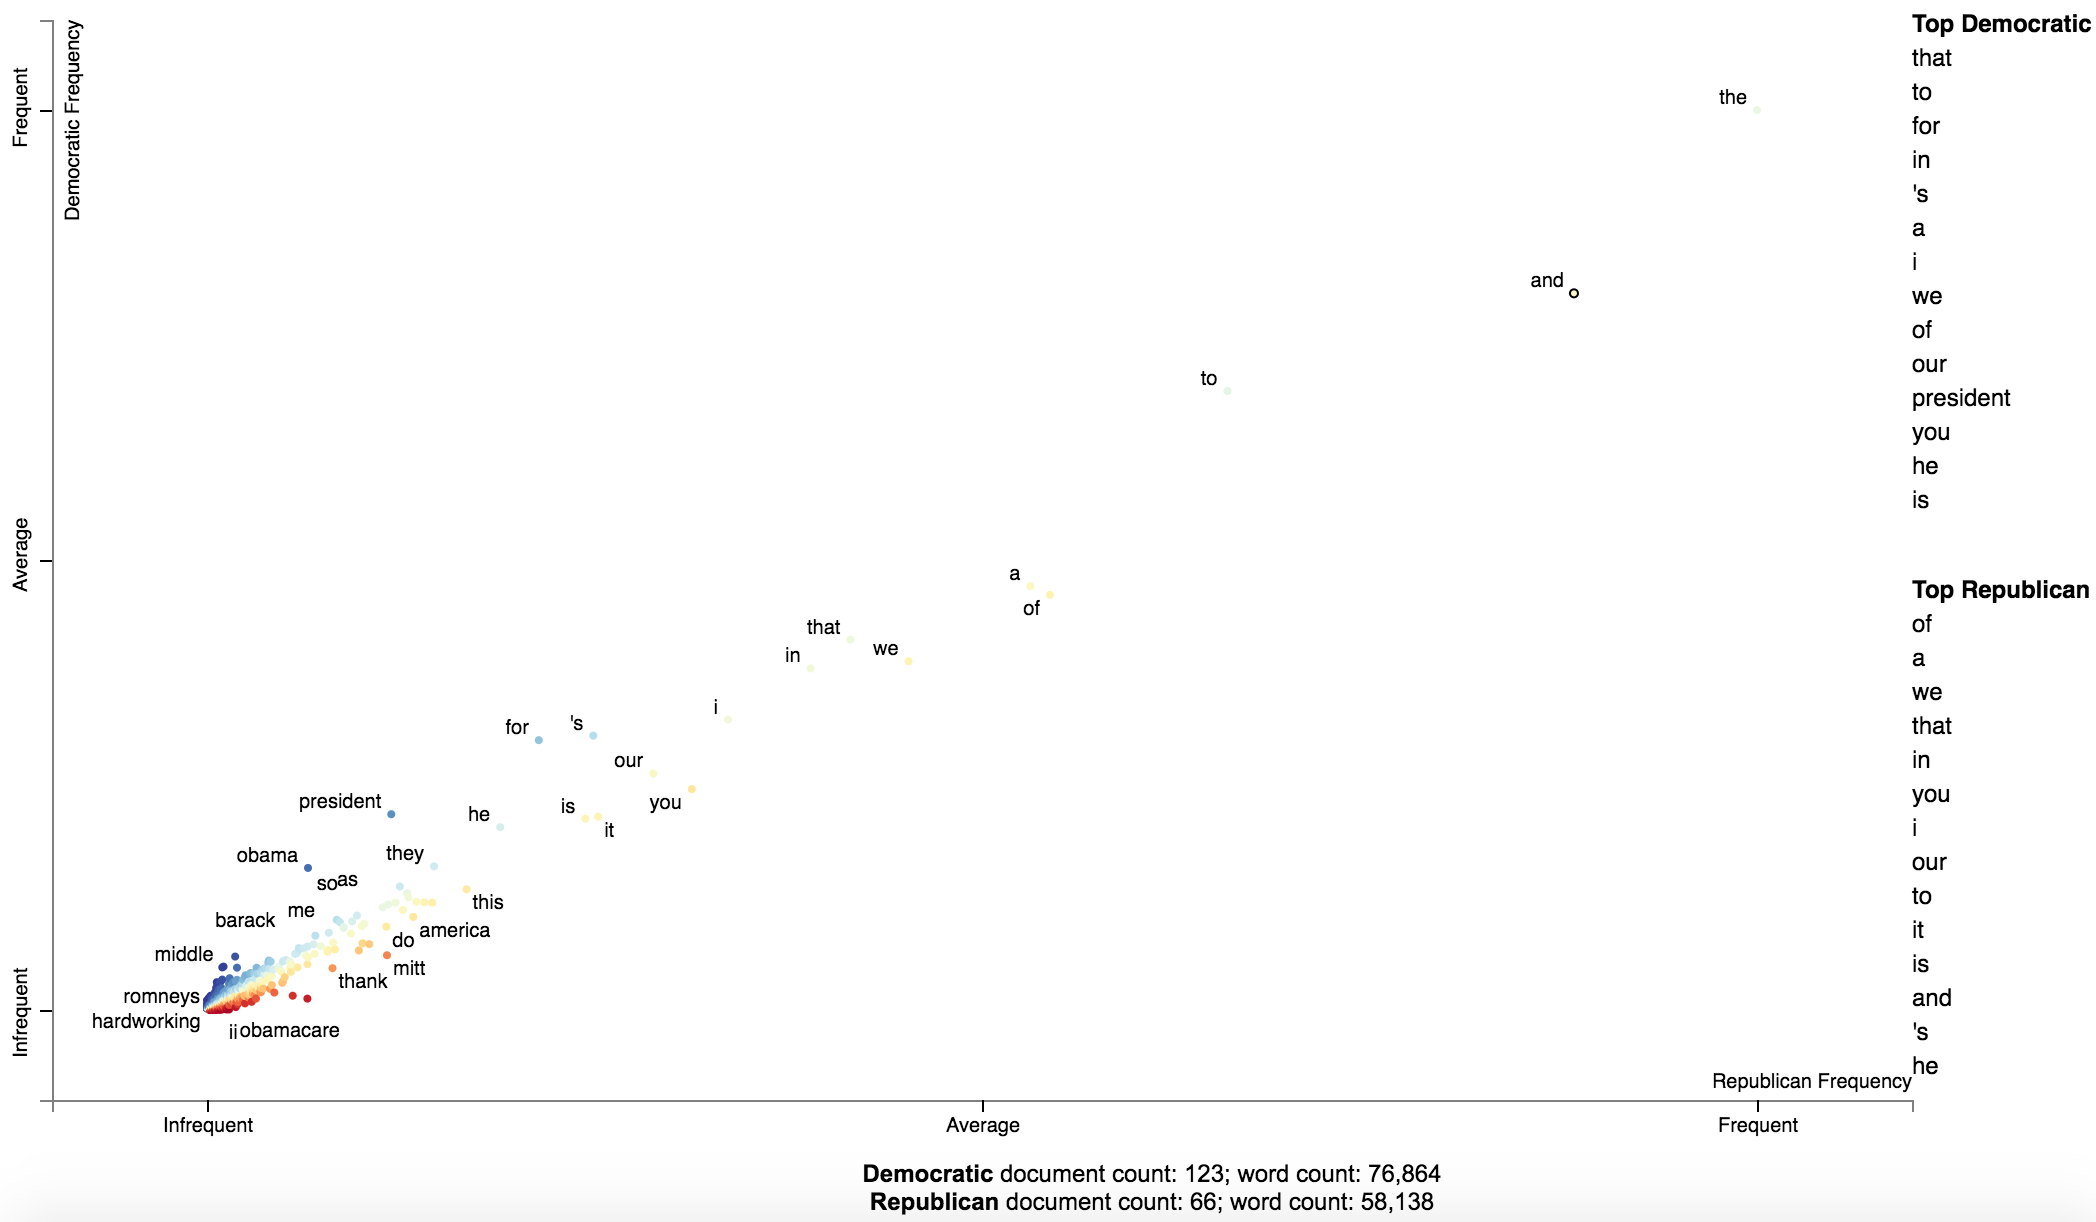 Democratic Frequency
Frequent
Average
Infrequent
the
and
to
a
of
that
in
we
i
for
's
our
you
president
he
is
it
obama
they
so
as
this
me
barack
america
do
middle
mitt
thank
romneys
hardworking
ii
obamacare
Republican Frequency
Infrequent
Average
Frequent
Top Democratic
that
to
for
in
's
a
i
we
of
our
president
you
he
is
Top Republican
of
a
we
that
in
you
i
our
to
it
is
and
's
he
Democratic document count: 123; word count: 76,864
Republican document count: 66; word count: 58,138